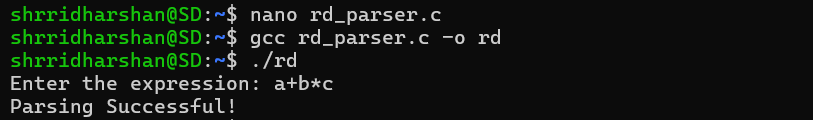 shrridharshan@SD:~$ nano rd_parser.c
shrridharshan@SD:~$ gcc rd_parser.c -o rd
shrridharshan@SD:~$ ./rd
Enter the expression: a+b*c
Parsing Successful!